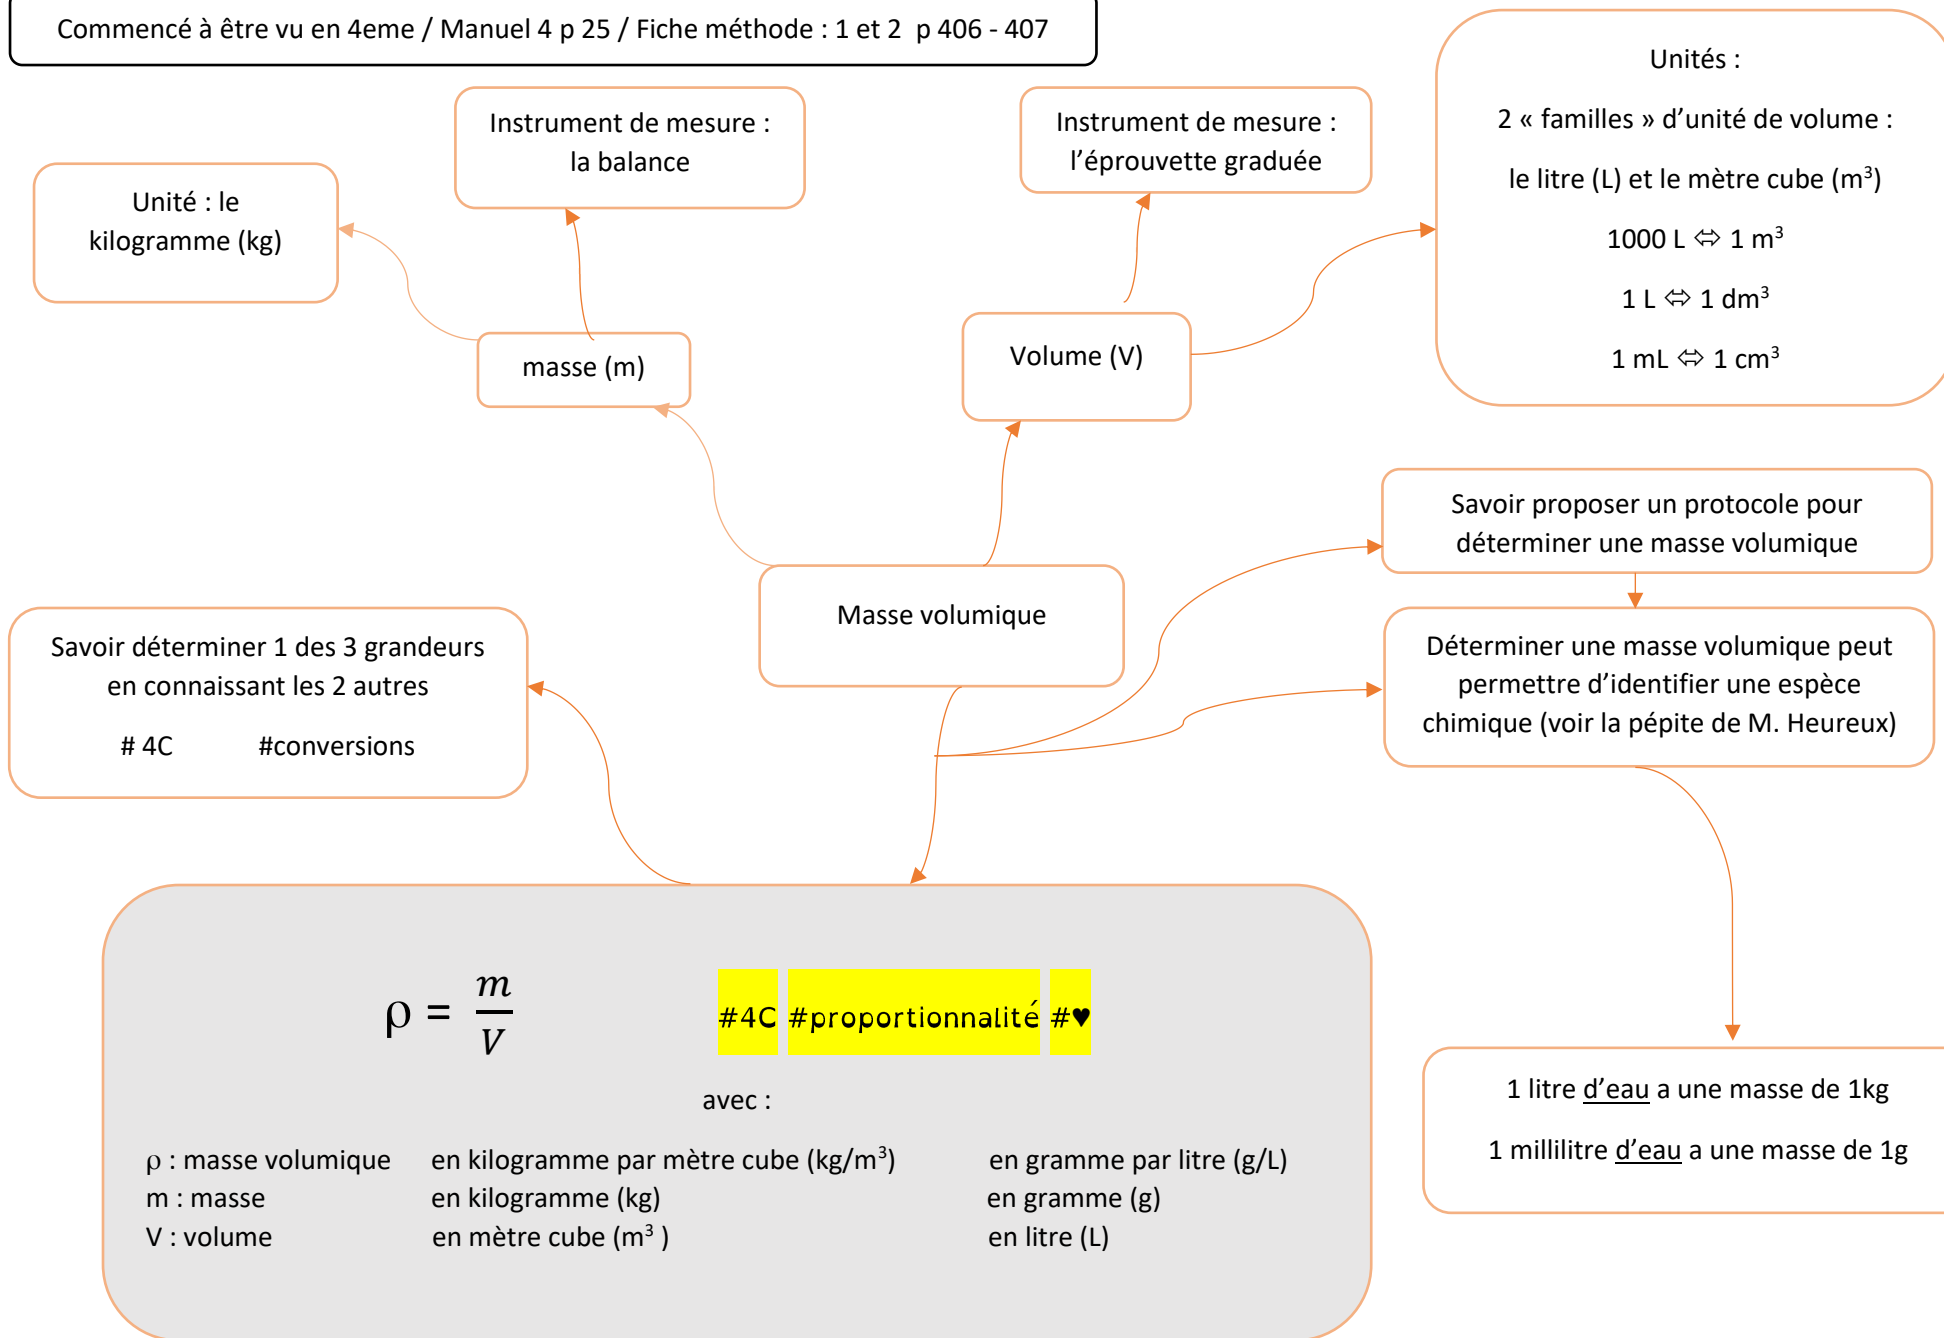 Commencé à être vu en 4eme / Manuel 4 p 25 / Fiche méthode : 1 et 2 p 406 - 407
Unités :
2 « familles » d'unité de volume :
le litre (L) et le mètre cube (m³)
1000 L ⬄ 1 m³
1 L ⬄ 1 dm³
1 mL ⬄ 1 cm³
Instrument de mesure :
la balance
Instrument de mesure :
l'éprouvette graduée
Unité : le
kilogramme (kg)
masse (m)
Volume (V)
Savoir proposer un protocole pour
déterminer une masse volumique
Masse volumique
Savoir déterminer 1 des 3 grandeurs
en connaissant les 2 autres
# 4C #conversions
Déterminer une masse volumique peut
permettre d'identifier une espèce
chimique (voir la pépite de M. Heureux)
ρ = m/V #4C #proportionnalité #♥
avec :
ρ : masse volumique en kilogramme par mètre cube (kg/m³) en gramme par litre (g/L)
m : masse en kilogramme (kg) en gramme (g)
V : volume en mètre cube (m³ ) en litre (L)
1 litre d'eau a une masse de 1kg
1 millilitre d'eau a une masse de 1g